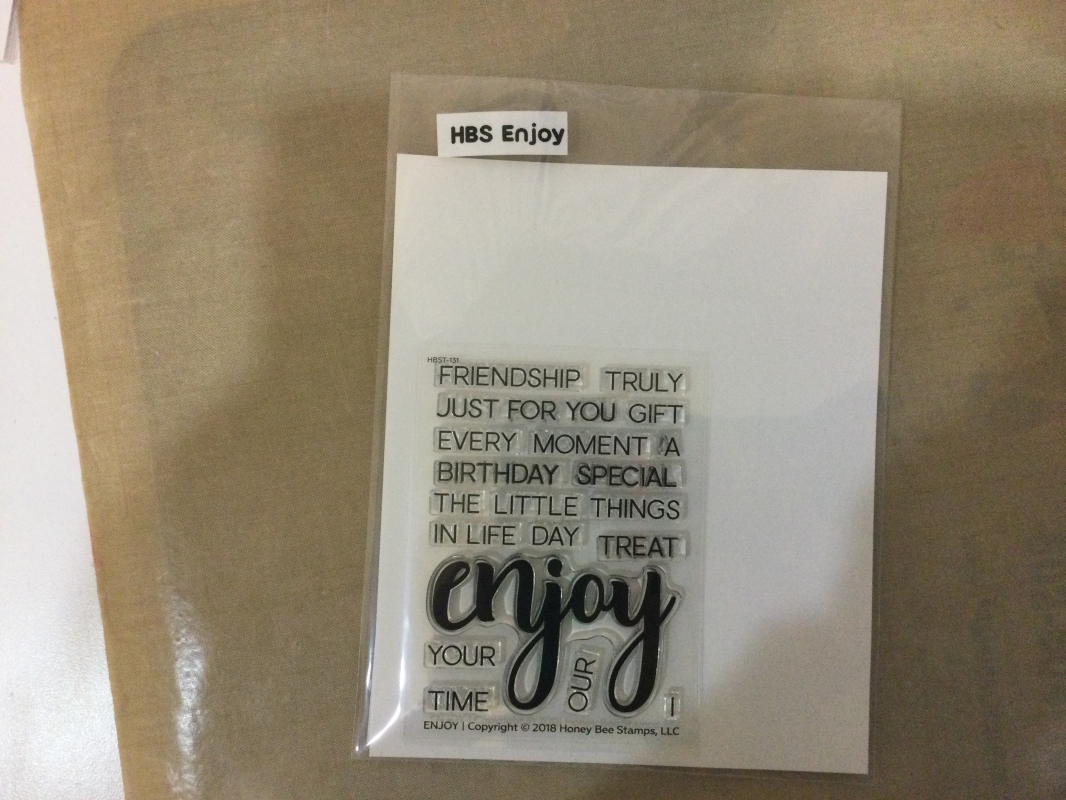 HBS Enjoy
HBST-131
FRIENDSHIP TRULY
JUST FOR YOU GIFT
EVERY MOMENT A
BIRTHDAY SPECIAL
THE LITTLE THINGS
IN LIFE DAY TREAT
enjoy
YOUR
TIME OUR I
ENJOY | Copyright © 2018 Honey Bee Stamps, LLC